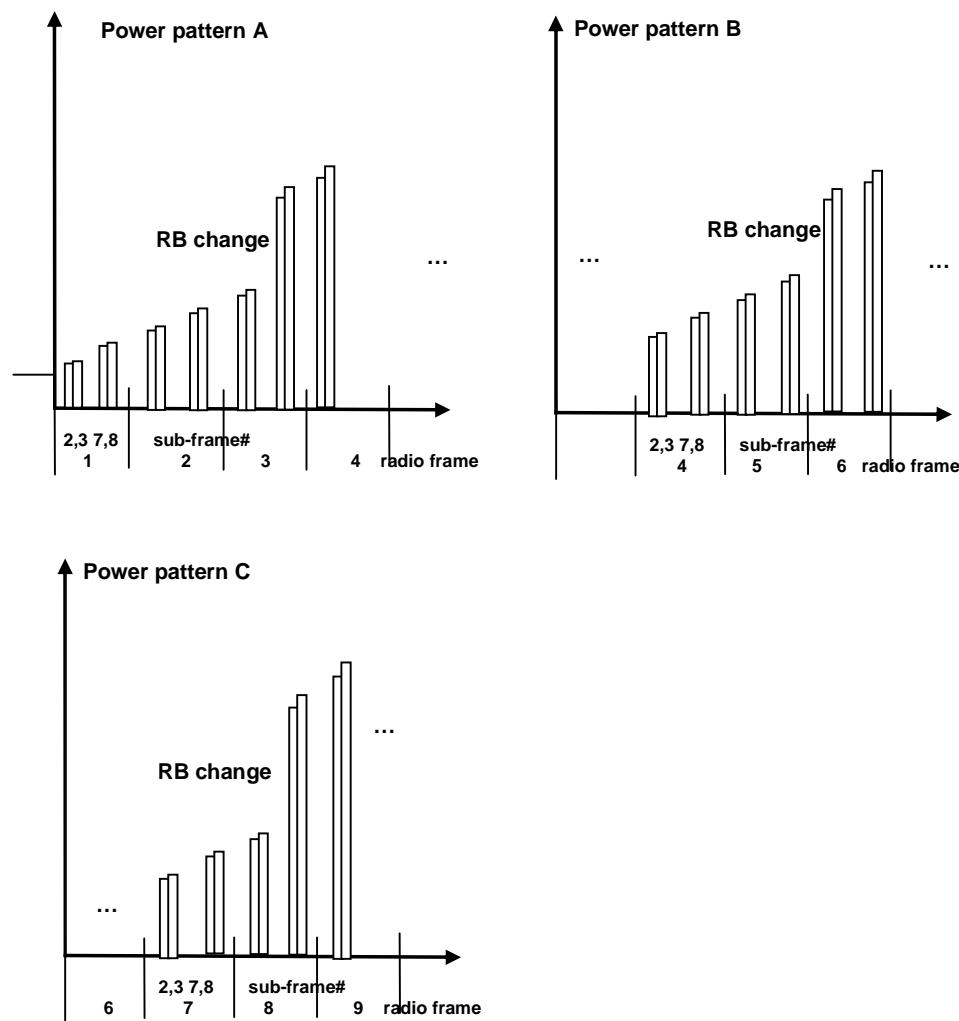 Power pattern A
RB change
...
2,3 7,8 sub-frame#
1 2 3 4 radio frame
Power pattern B
RB change
...
...
2,3 7,8 sub-frame#
4 5 6 radio frame
Power pattern C
...
RB change
...
2,3 7,8 sub-frame#
6 7 8 9 radio frame